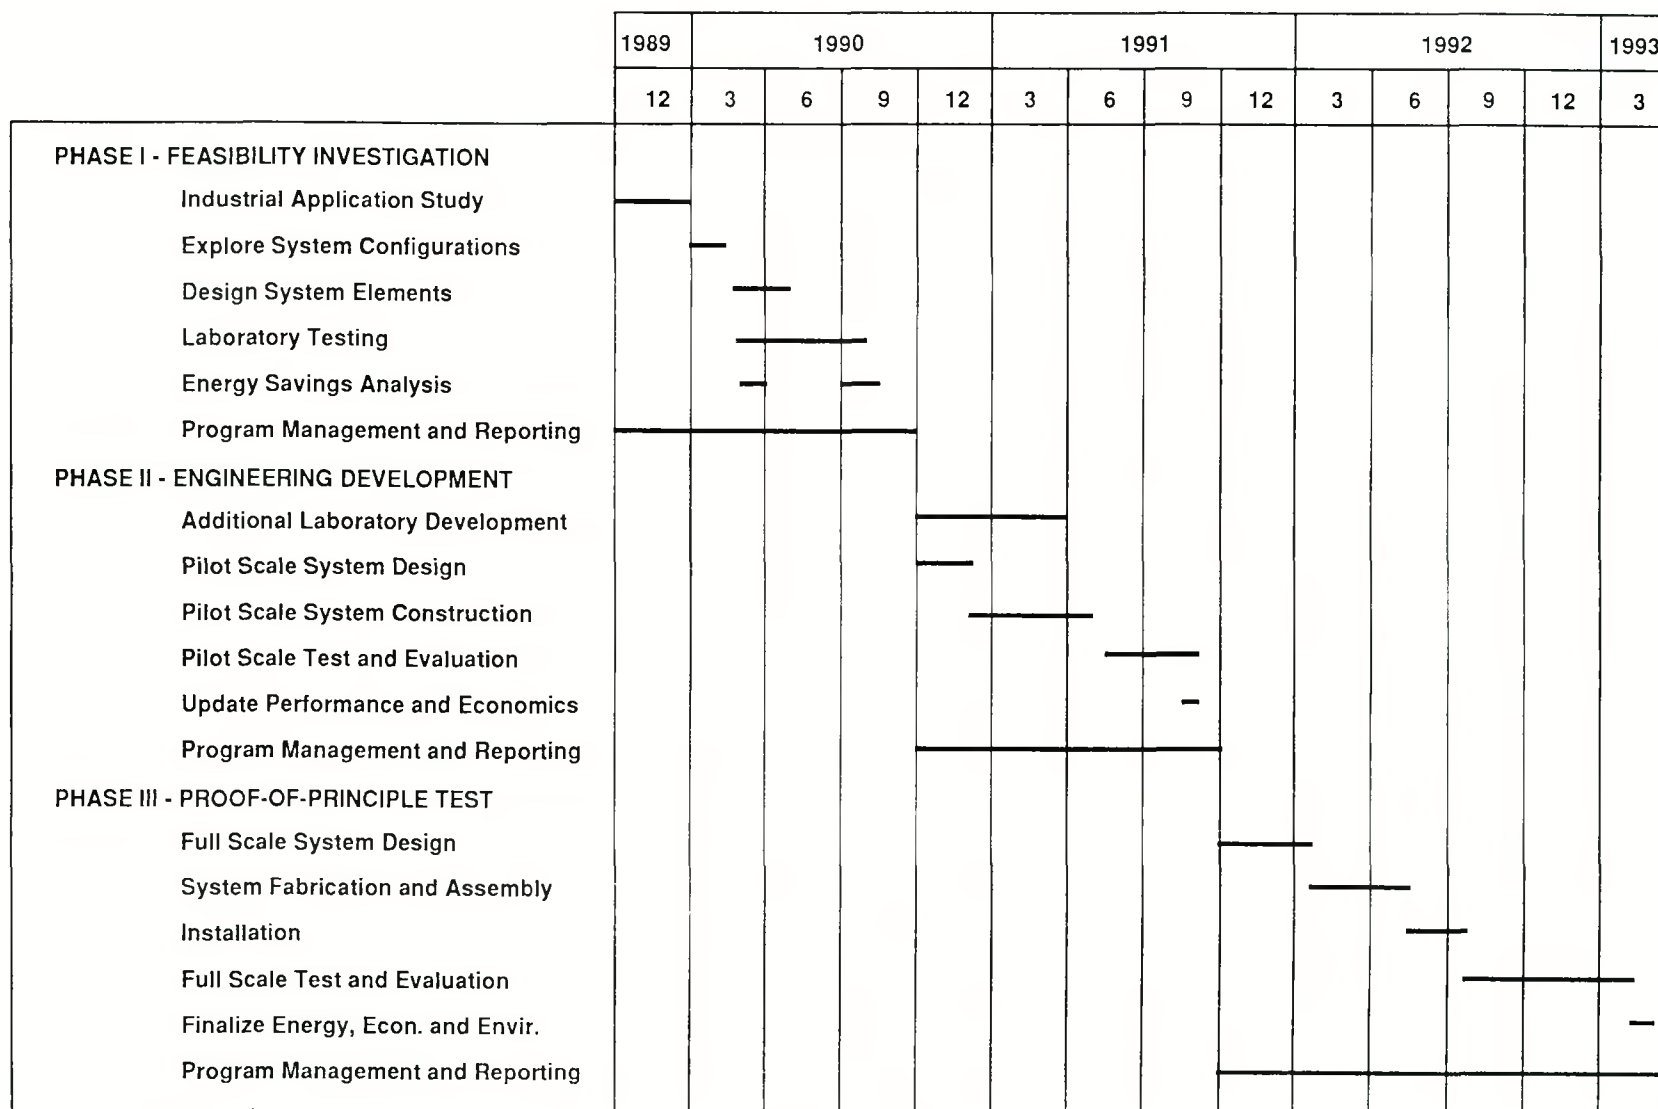 1989 1990 1991 1992 1993
12 3 6 9 12 3 6 9 12 3 6 9 12 3
PHASE I - FEASIBILITY INVESTIGATION
Industrial Application Study
Explore System Configurations
Design System Elements
Laboratory Testing
Energy Savings Analysis
Program Management and Reporting
PHASE II - ENGINEERING DEVELOPMENT
Additional Laboratory Development
Pilot Scale System Design
Pilot Scale System Construction
Pilot Scale Test and Evaluation
Update Performance and Economics
Program Management and Reporting
PHASE III - PROOF-OF-PRINCIPLE TEST
Full Scale System Design
System Fabrication and Assembly
Installation
Full Scale Test and Evaluation
Finalize Energy, Econ. and Envir.
Program Management and Reporting